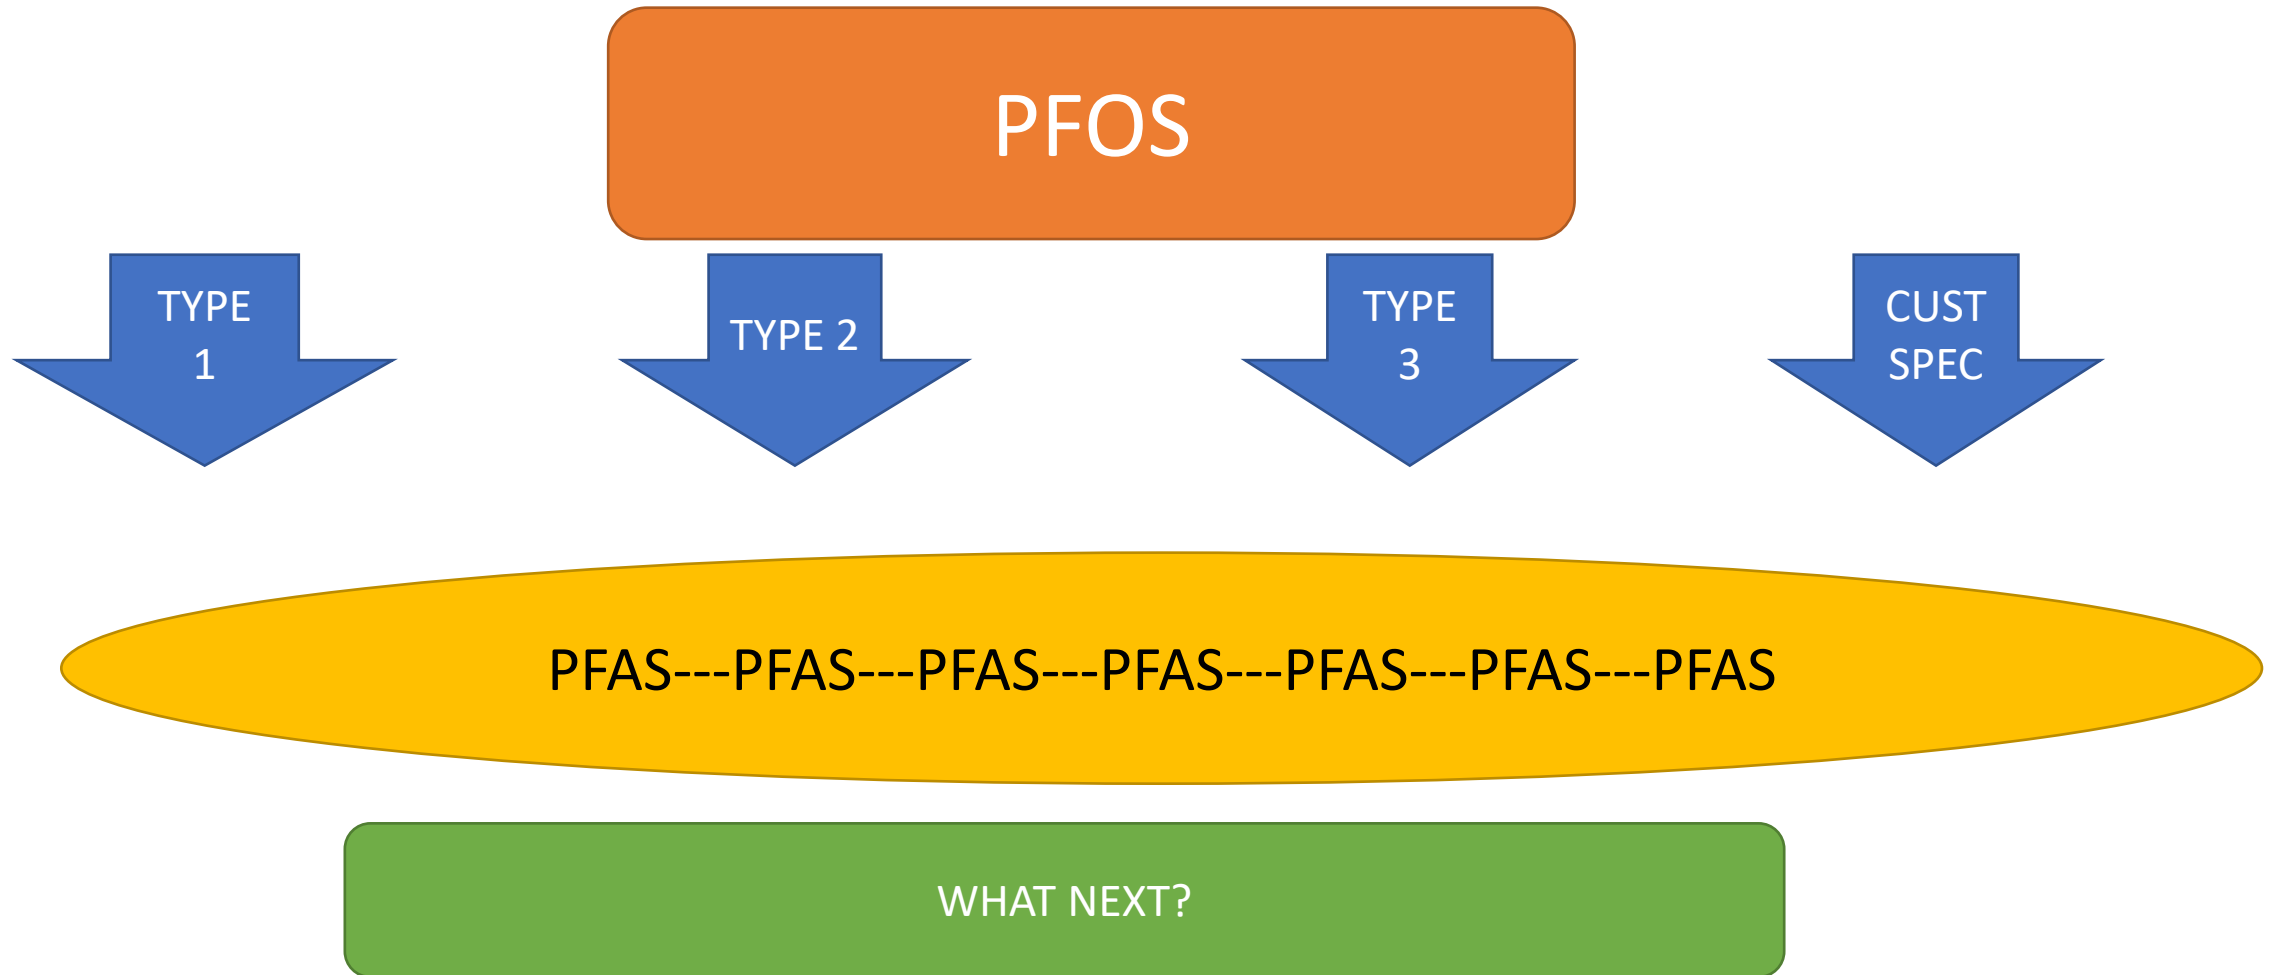 PFOS
TYPE
1
TYPE 2
TYPE
3
CUST
SPEC
PFAS---PFAS---PFAS---PFAS---PFAS---PFAS---PFAS
WHAT NEXT?